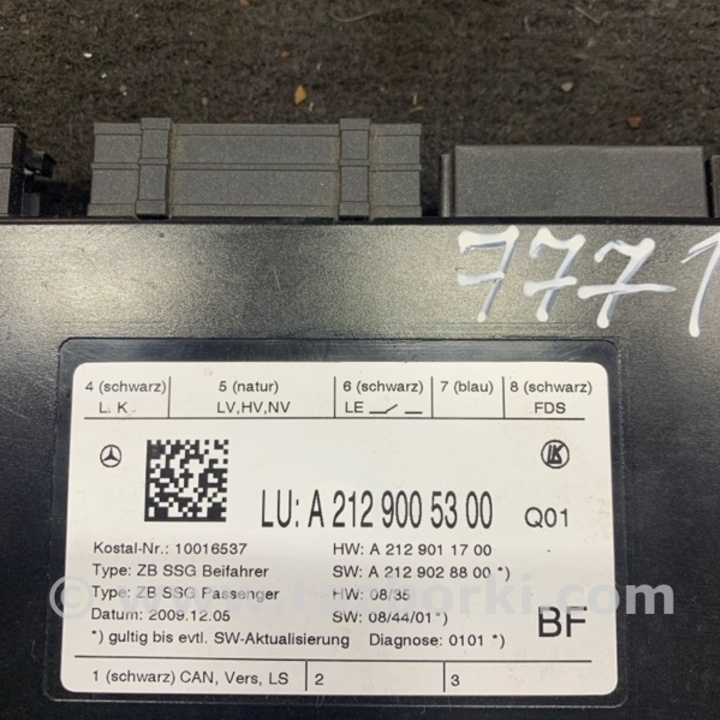 7771
4 (schwarz) 5 (natur) 6 (schwarz) 7 (blau) 8 (schwarz)
L. K LV,HV,NV LE FDS
LU: A 212 900 53 00 Q01
Kostal-Nr.: 10016537 HW: A 212 901 17 00
Type: ZB SSG Beifahrer SW: A 212 902 88 00 *)
Type: ZB SSG Passenger HW: 08/35
Datum: 2009.12.05 SW: 08/44/01*)
BF
*) gultig bis evtl. SW-Aktualisierung Diagnose: 0101 *)
1 (schwarz) CAN, Vers, LS 2 3